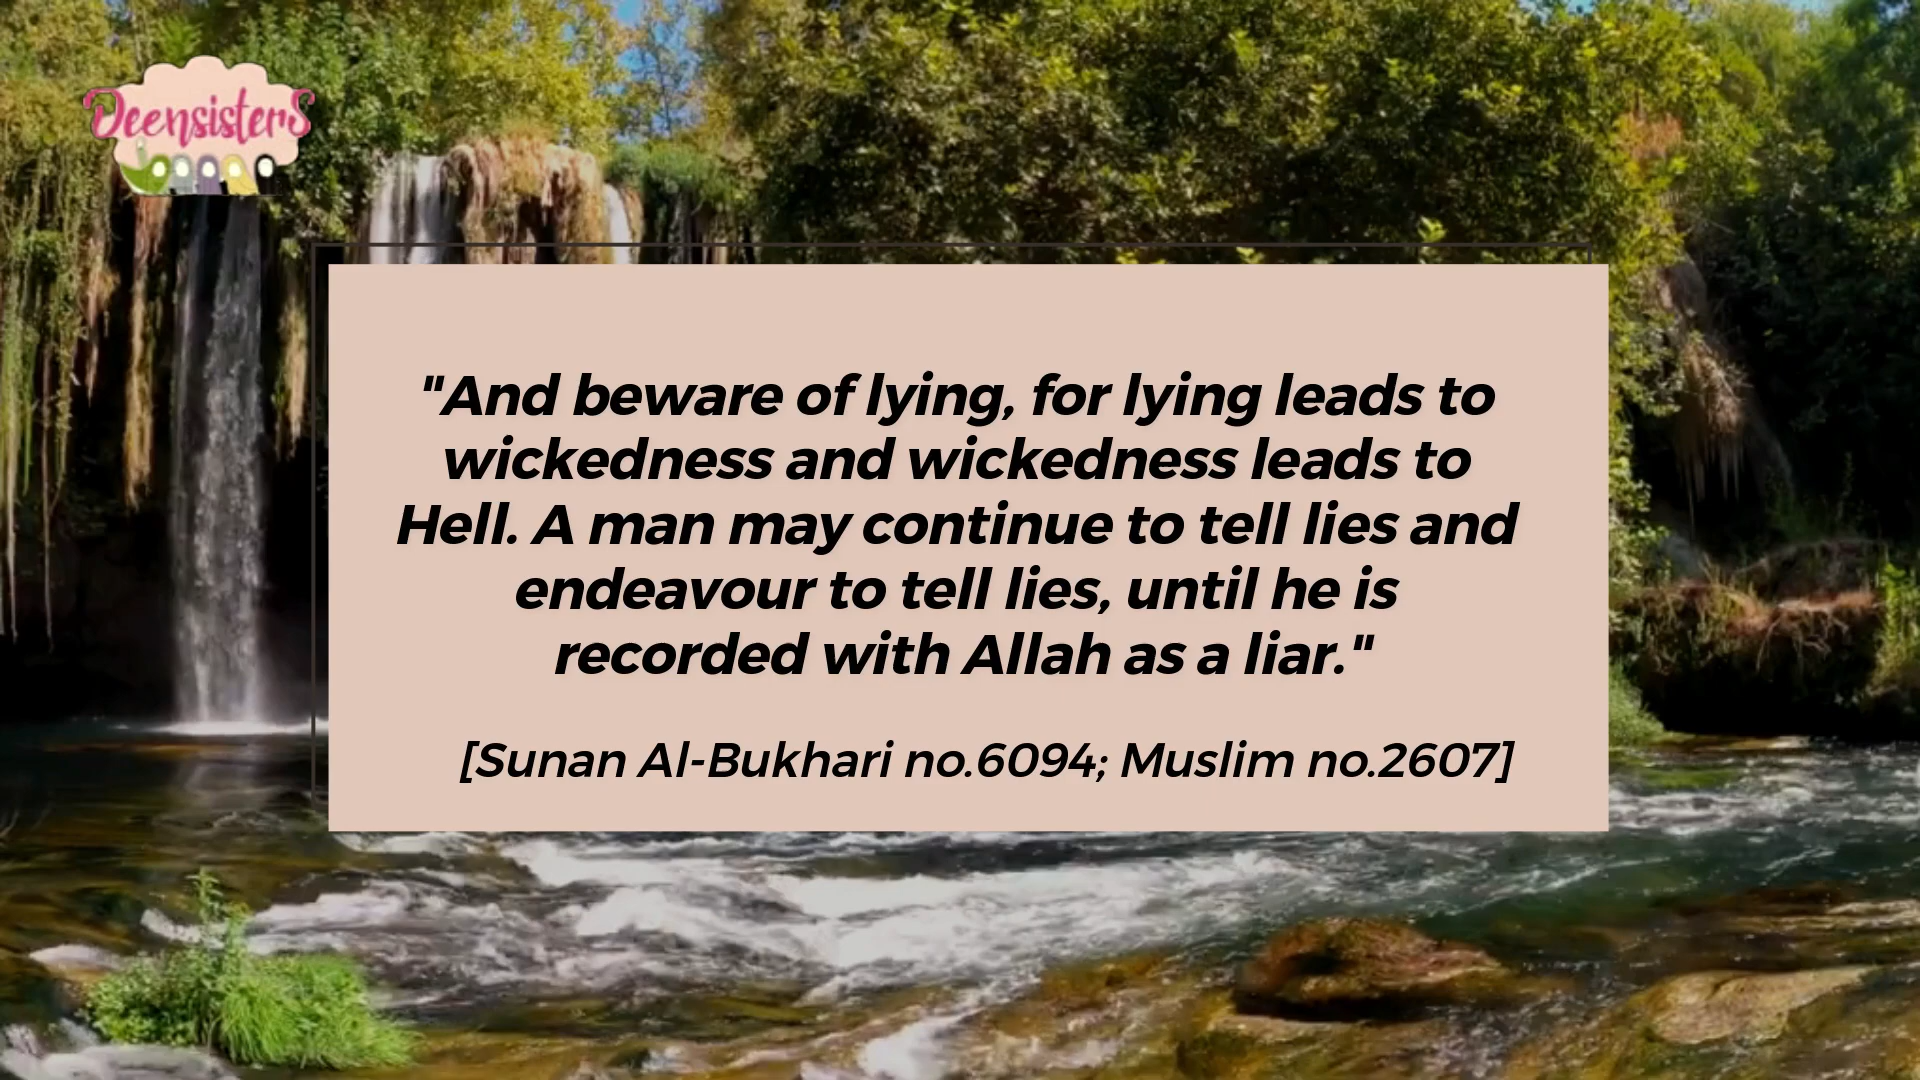 DeensisterS
"And beware of lying, for lying leads to
wickedness and wickedness leads to
Hell. A man may continue to tell lies and
endeavour to tell lies, until he is
recorded with Allah as a liar."
[Sunan Al-Bukhari no.6094; Muslim no.2607]